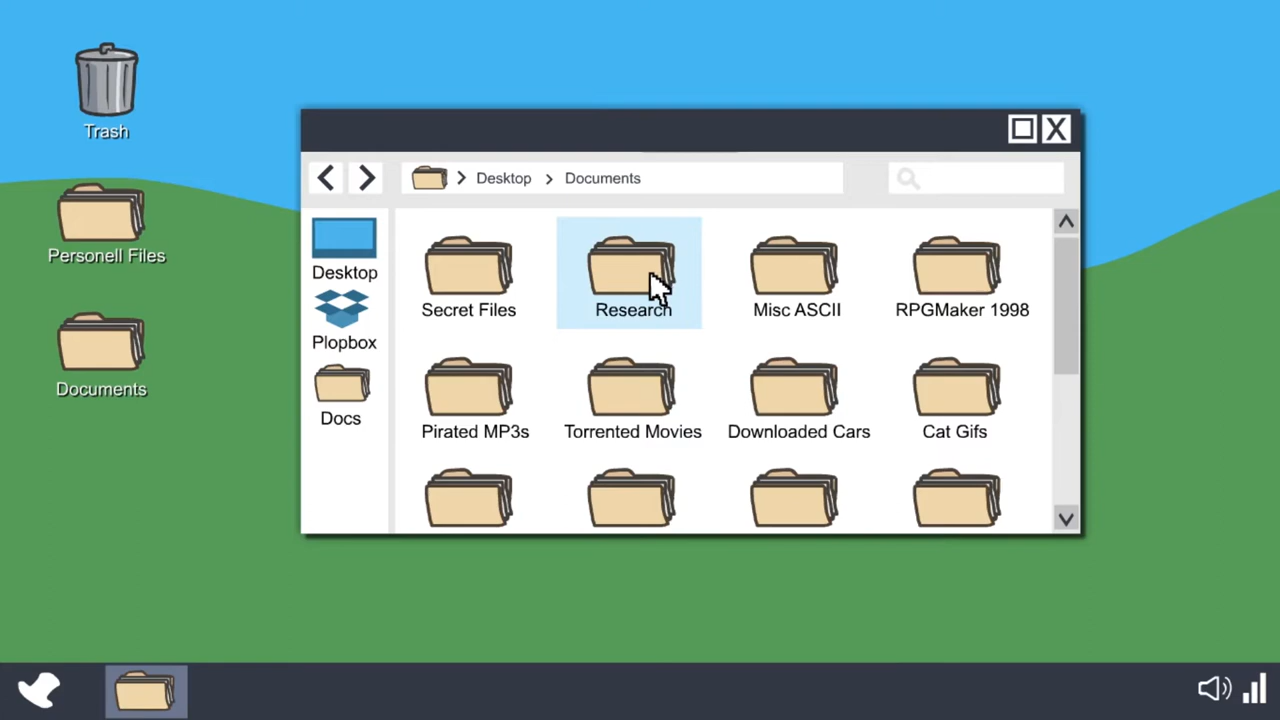 Trash
Personell Files
Documents
X
Desktop Documents
Desktop
Plopbox
Docs
Secret Files Research Misc ASCII RPGMaker 1998
Pirated MP3s Torrented Movies Downloaded Cars Cat Gifs